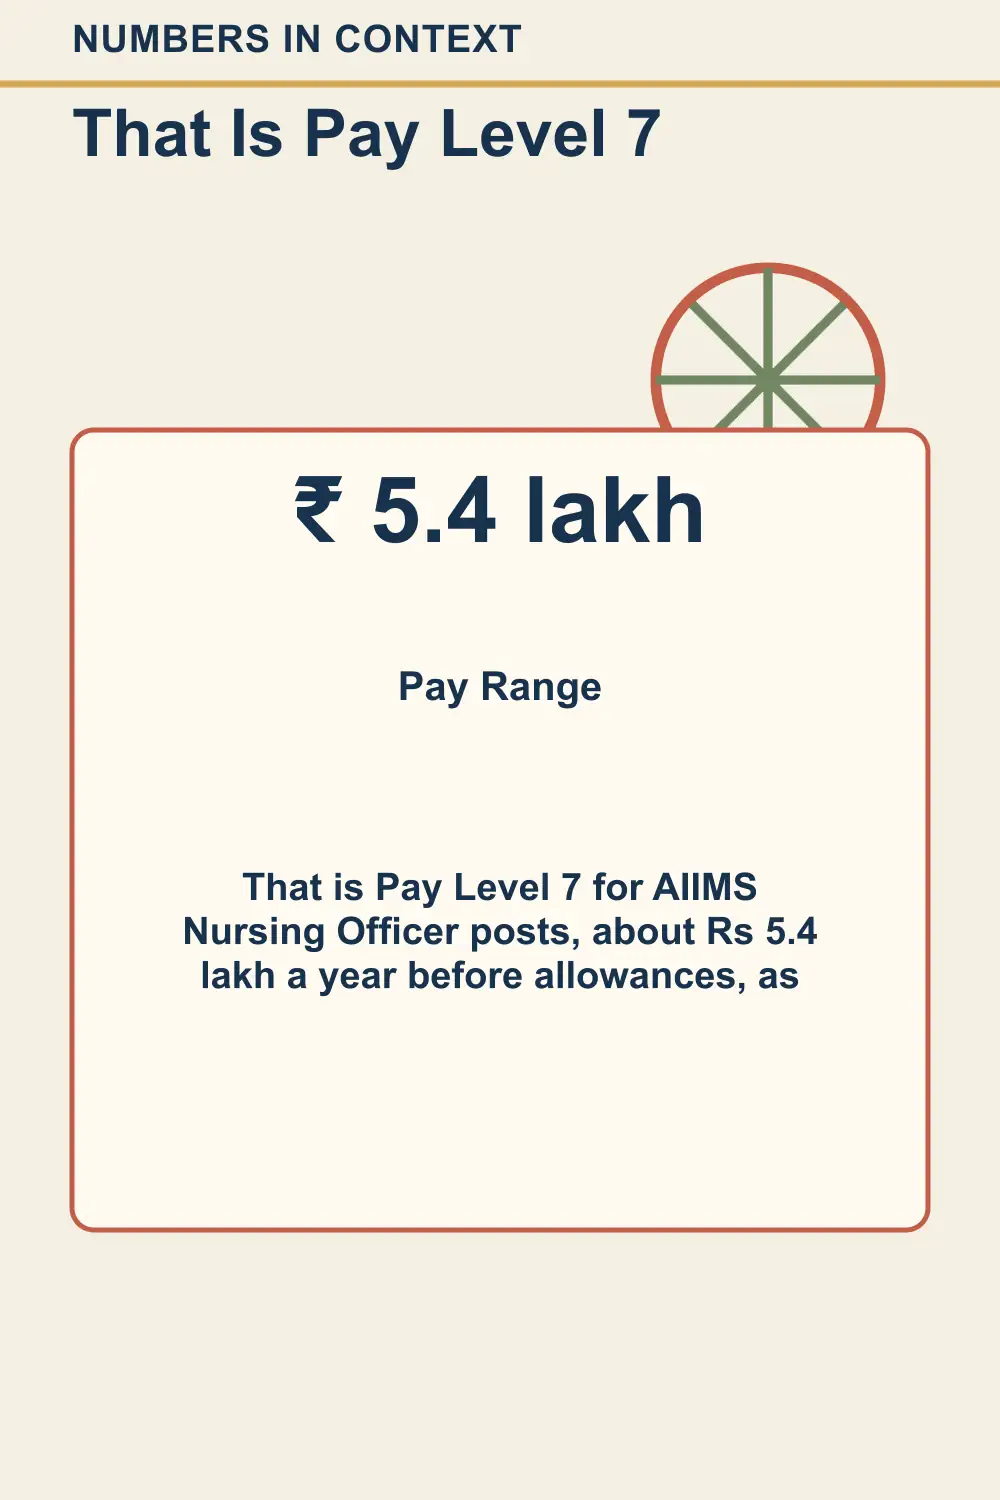 NUMBERS IN CONTEXT
That Is Pay Level 7
₹ 5.4 lakh
Pay Range
That is Pay Level 7 for AIIMS
Nursing Officer posts, about Rs 5.4
lakh a year before allowances, as